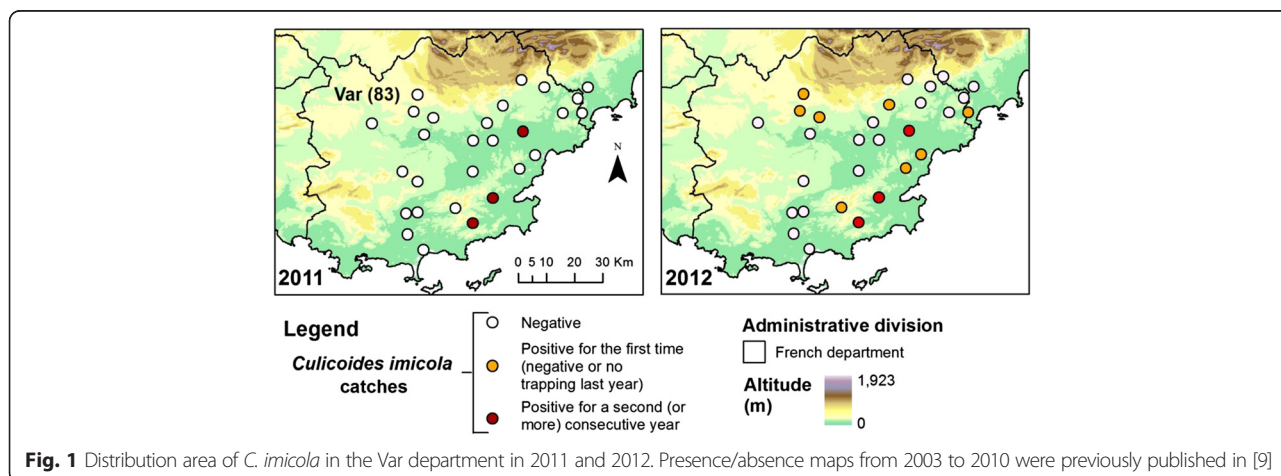 Var (83)
N
2011
0 5 10 30 Km
2012
Legend
Culicoides imicola
catches
Negative
Positive for the first time
(negative or no
trapping last year)
Positive for a second (or
more) consecutive year
Administrative division
French department
Altitude
(m)
1,923
0
Fig. 1 Distribution area of C. imicola in the Var department in 2011 and 2012. Presence/absence maps from 2003 to 2010 were previously published in [9]